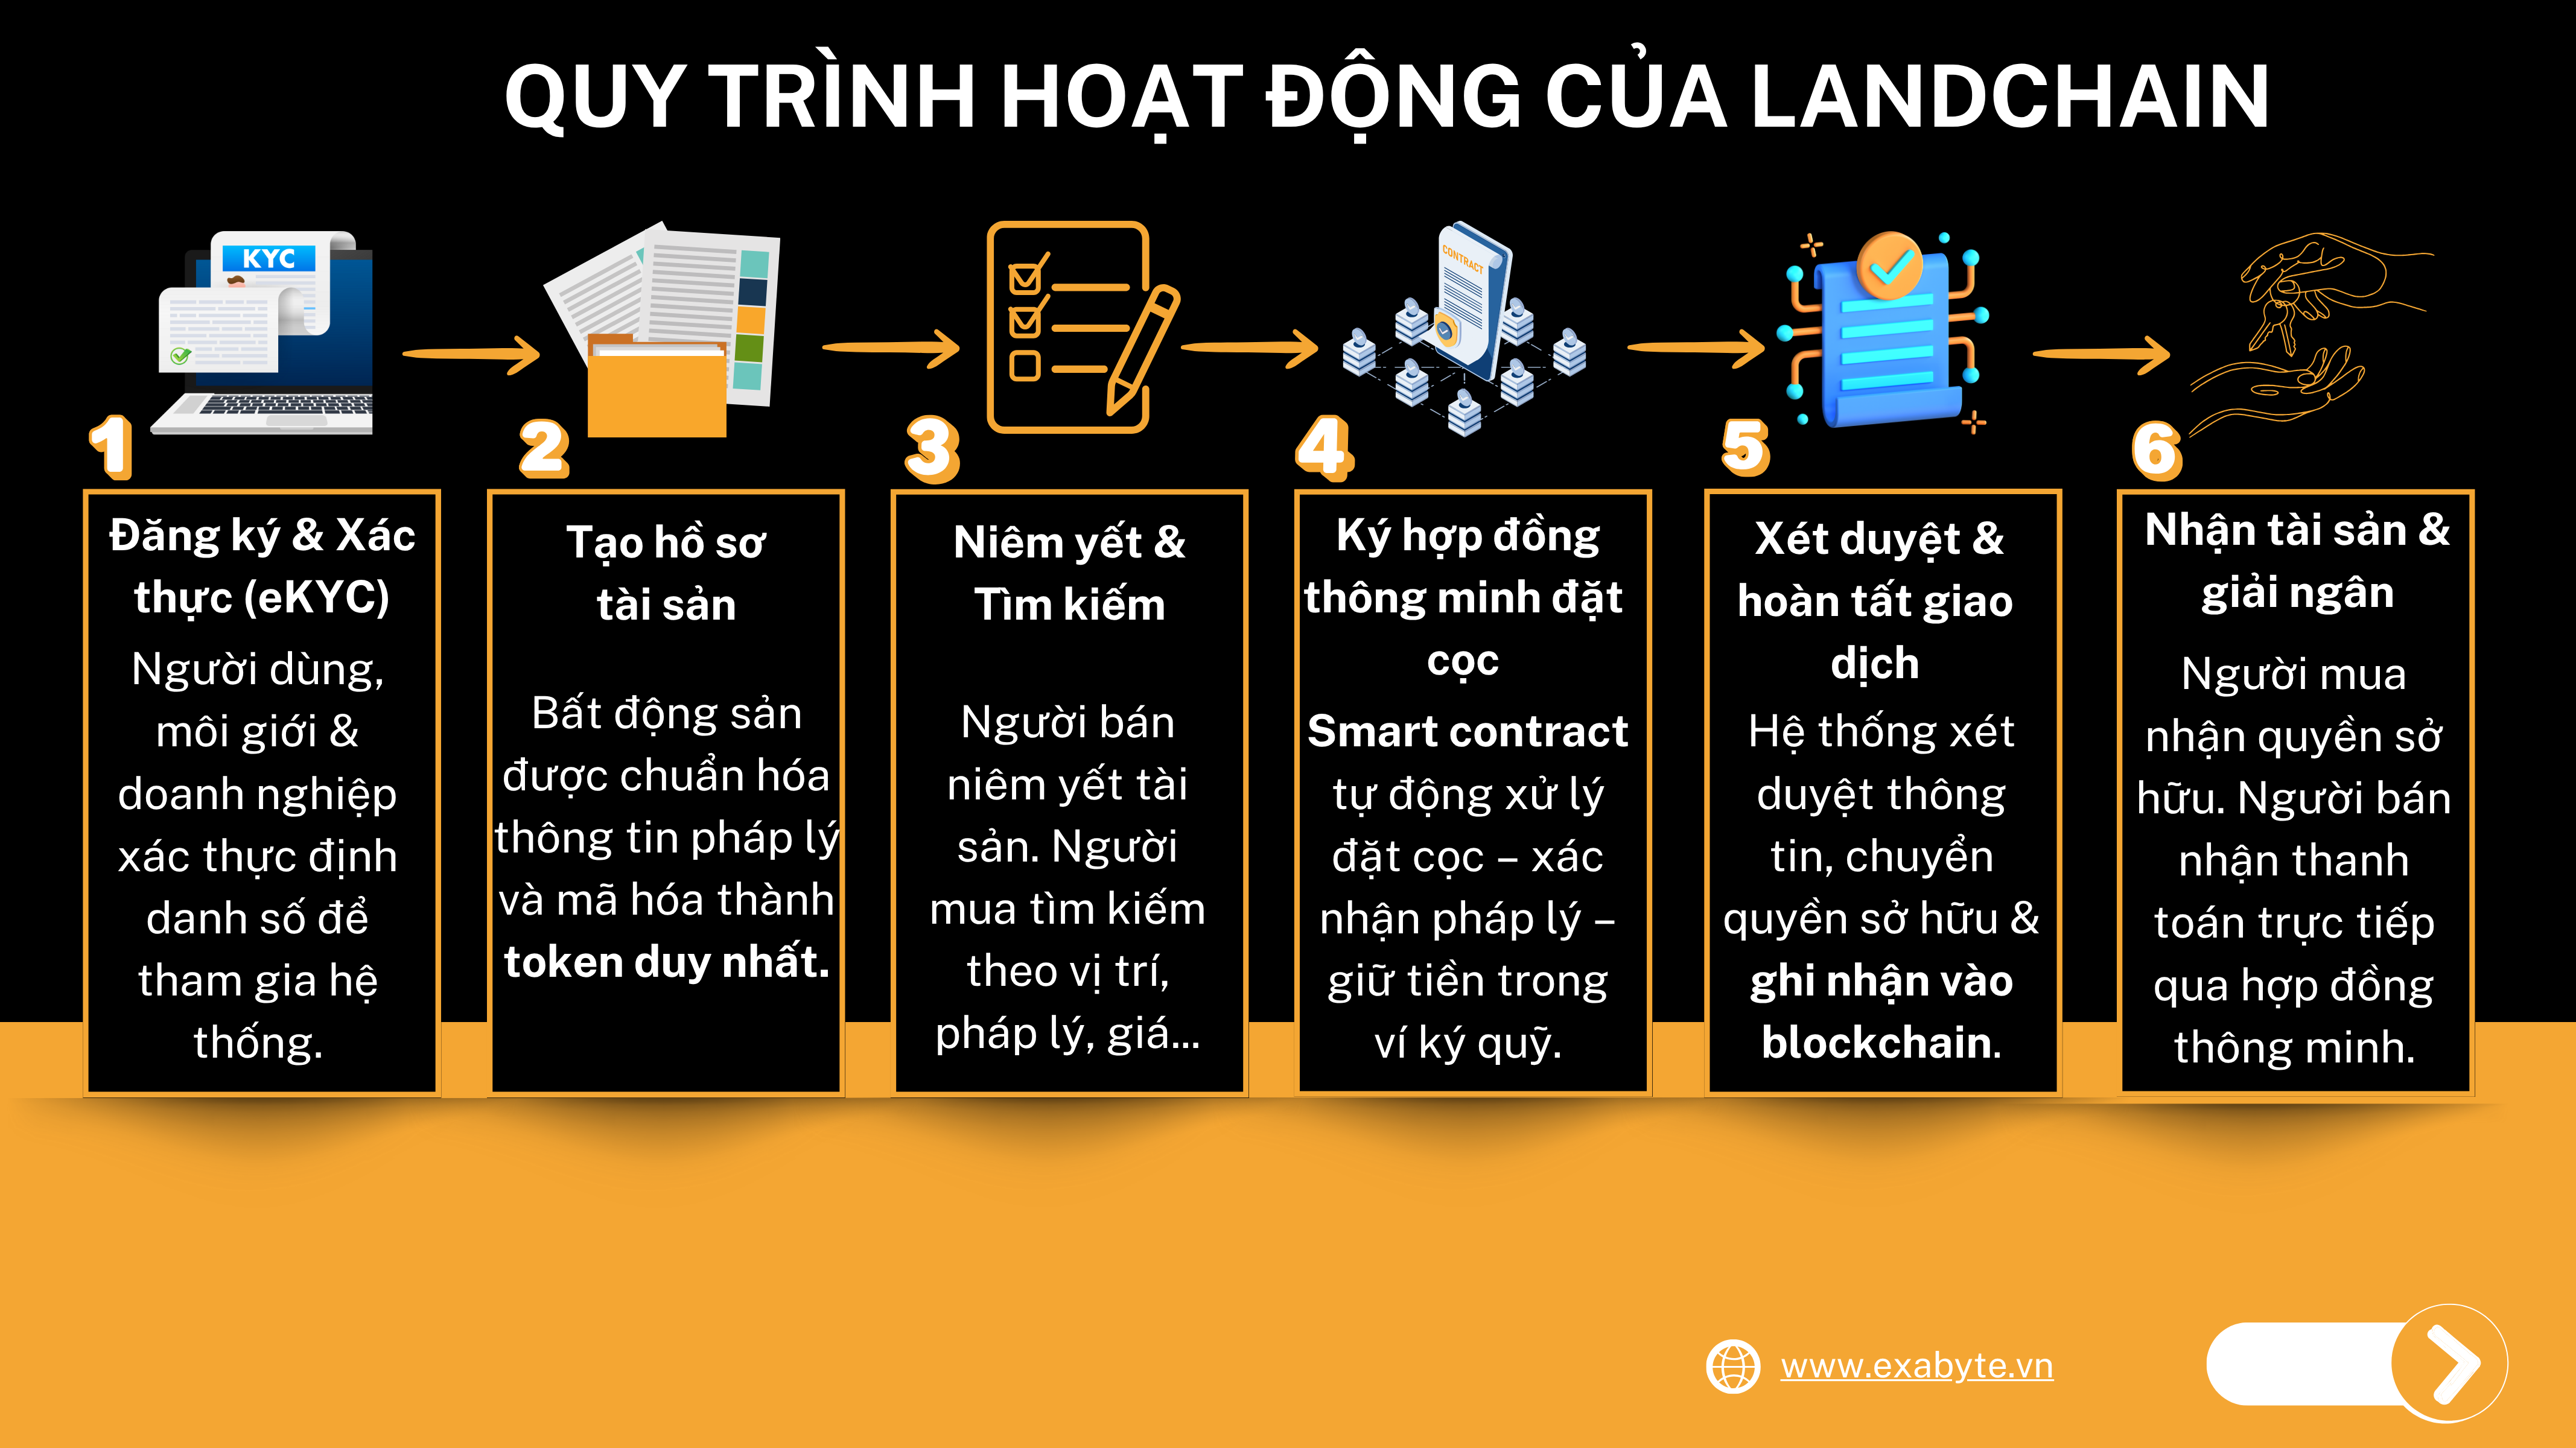 QUY TRÌNH HOẠT ĐỘNG CỦA LANDCHAIN
KYC
CONTRACT
1
Đăng ký & Xác
thực (eKYC)
Người dùng,
môi giới &
doanh nghiệp
xác thực định
danh số để
tham gia hệ
thống.
2
Tạo hồ sơ
tài sản
Bất động sản
được chuẩn hóa
thông tin pháp lý
và mã hóa thành
token duy nhất.
3
Niêm yết &
Tìm kiếm
Người bán
niêm yết tài
sản. Người
mua tìm kiếm
theo vị trí,
pháp lý, giá...
4
Ký hợp đồng
thông minh đặt
cọc
Smart contract
tự động xử lý
đặt cọc – xác
nhận pháp lý –
giữ tiền trong
ví ký quỹ.
5
Xét duyệt &
hoàn tất giao
dịch
Hệ thống xét
duyệt thông
tin, chuyển
quyền sở hữu &
ghi nhận vào
blockchain.
6
Nhận tài sản &
giải ngân
Người mua
nhận quyền sở
hữu. Người bán
nhận thanh
toán trực tiếp
qua hợp đồng
thông minh.
www.exabyte.vn